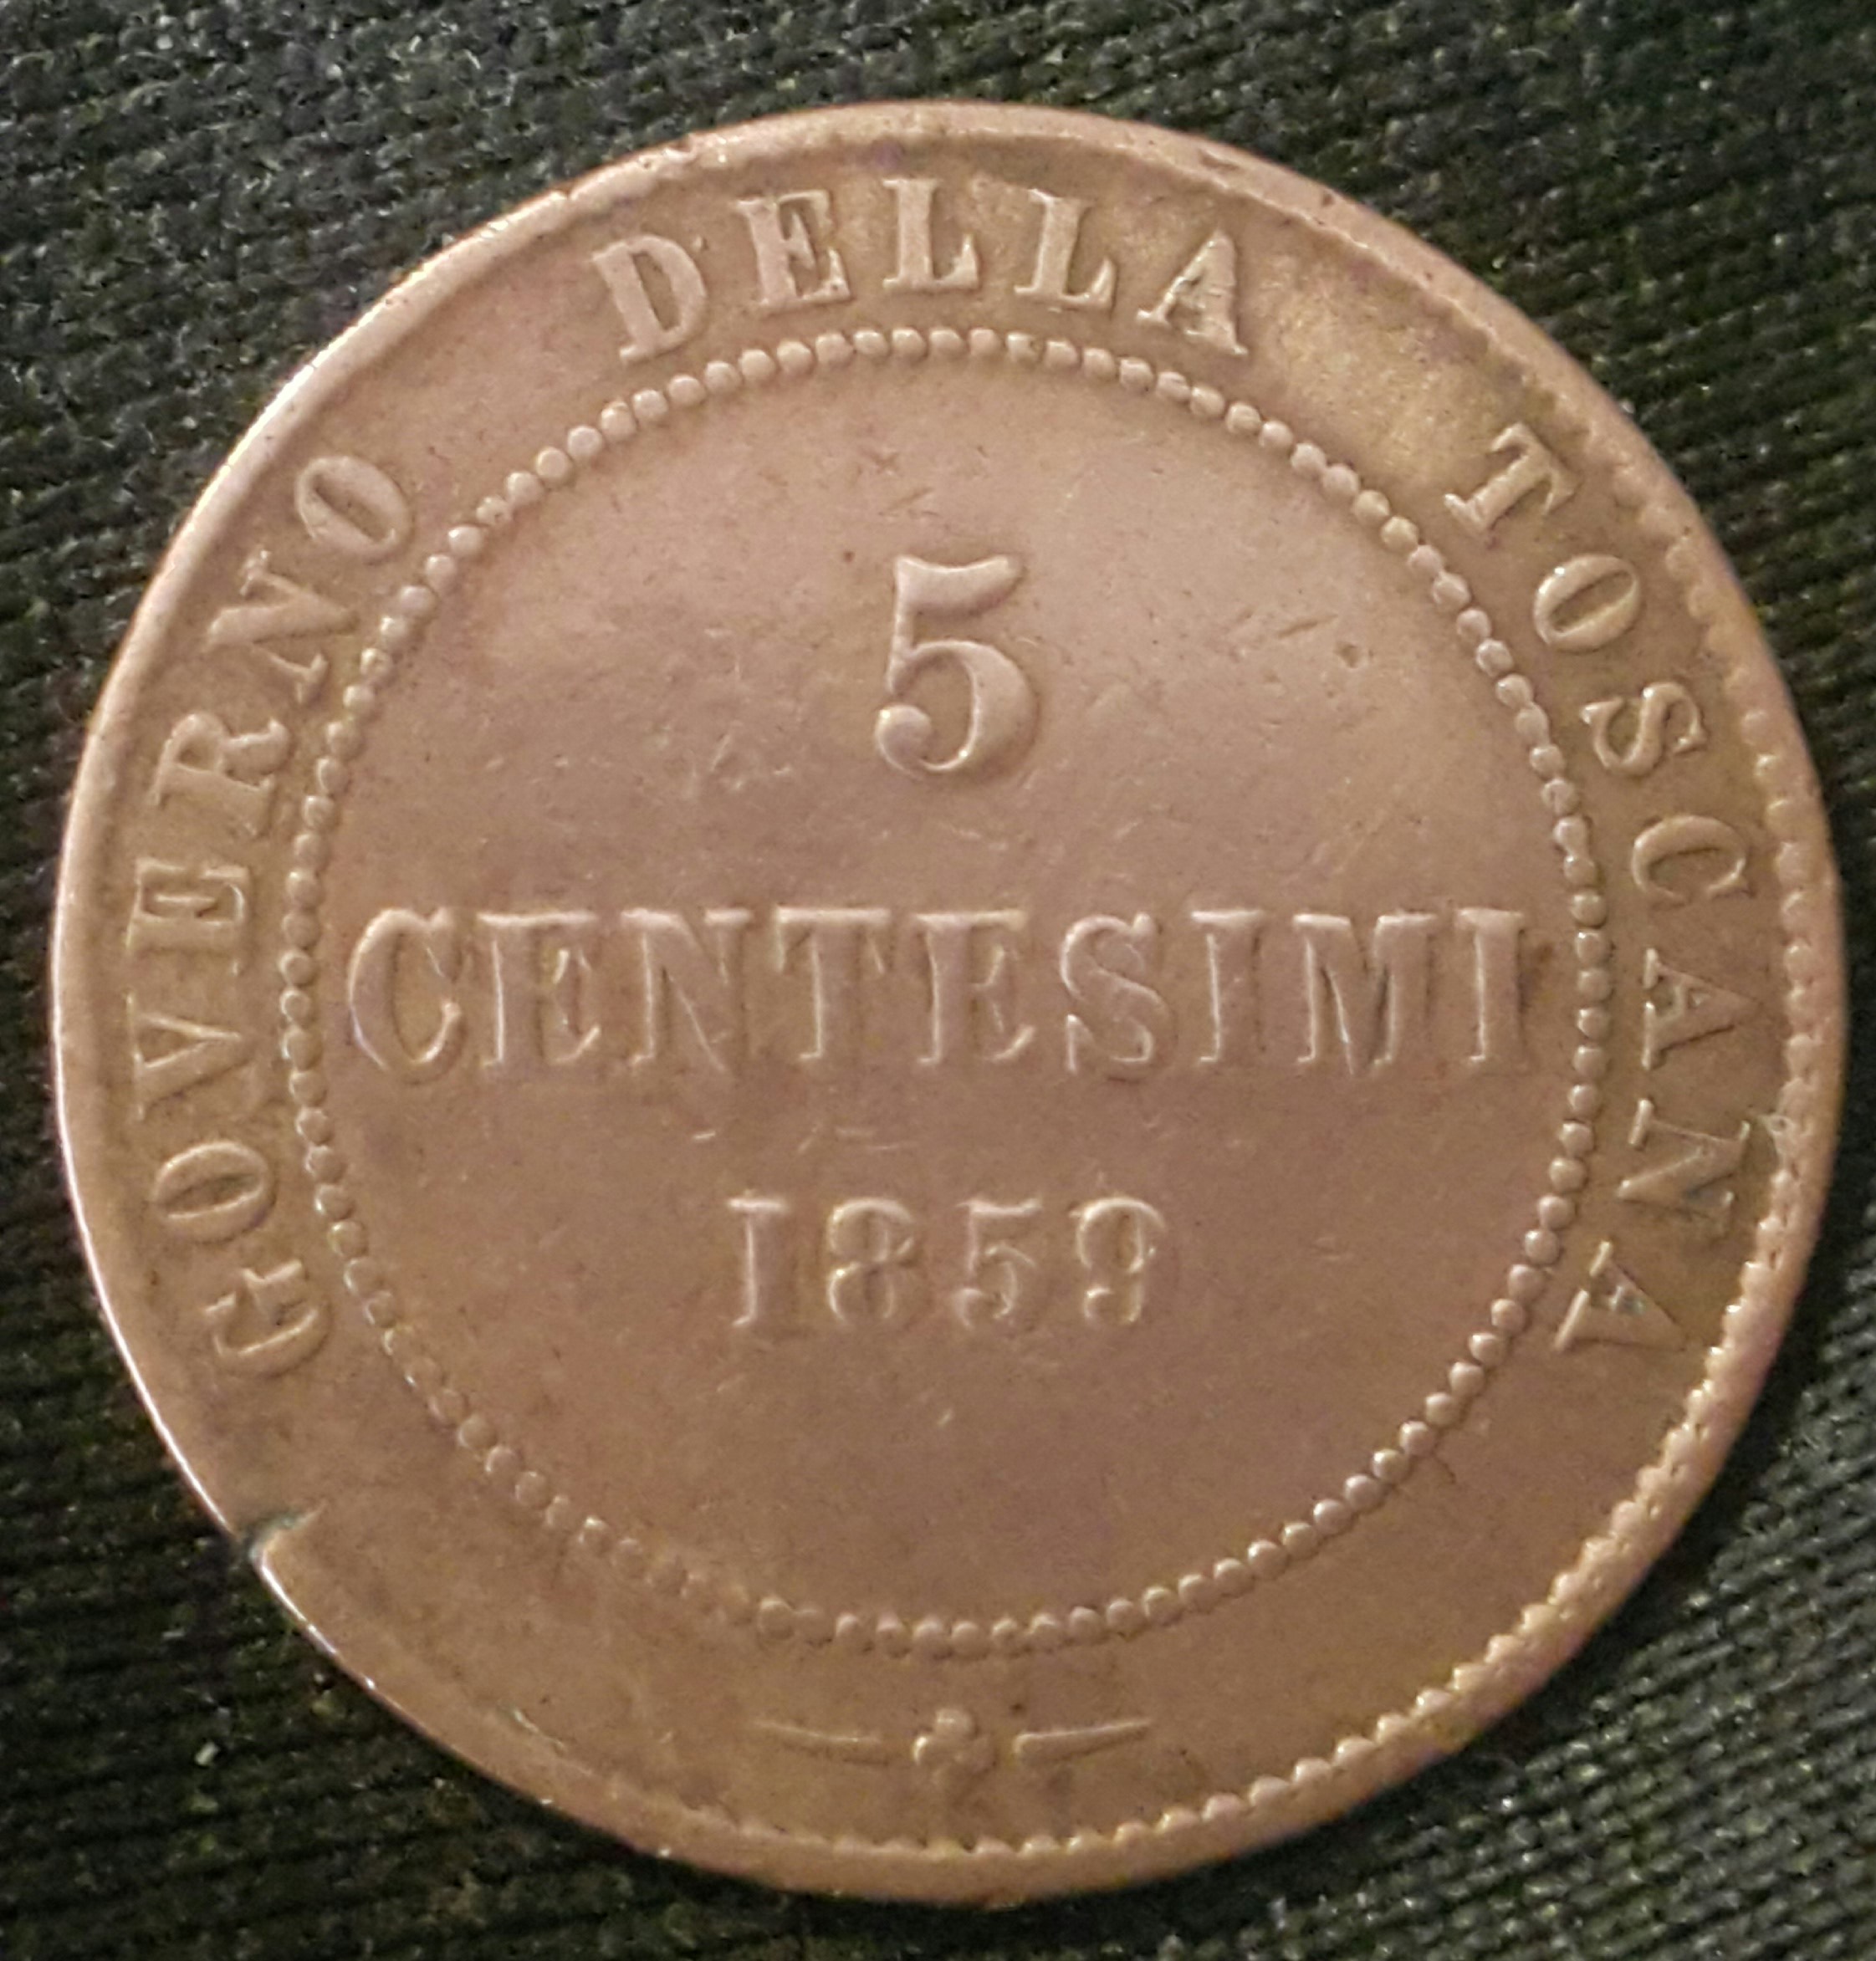 GOVERNO DELLA TOSCANA
5
CENTESIMI
1859